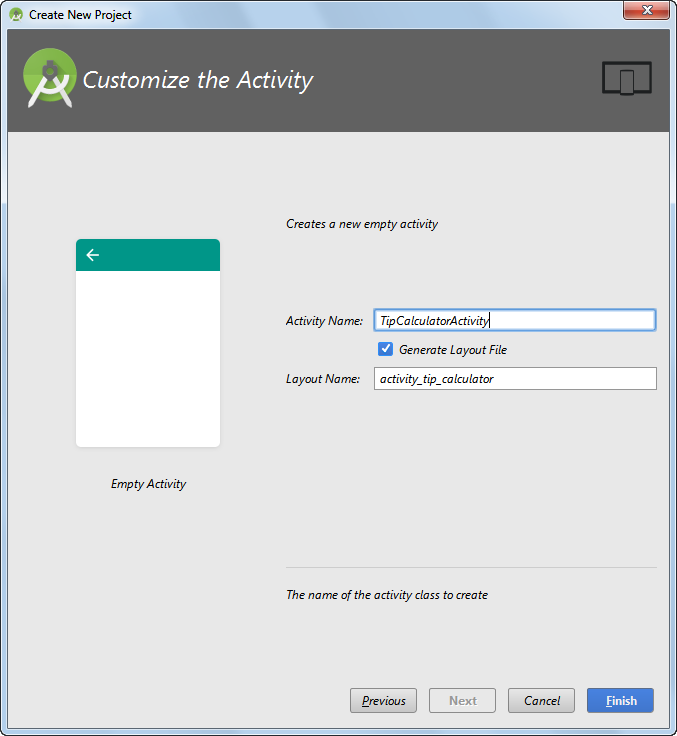 Create New Project
Customize the Activity
Creates a new empty activity
Activity Name: TipCalculatorActivity
Generate Layout File
Layout Name: activity_tip_calculator
Empty Activity
The name of the activity class to create
Previous Next Cancel Finish